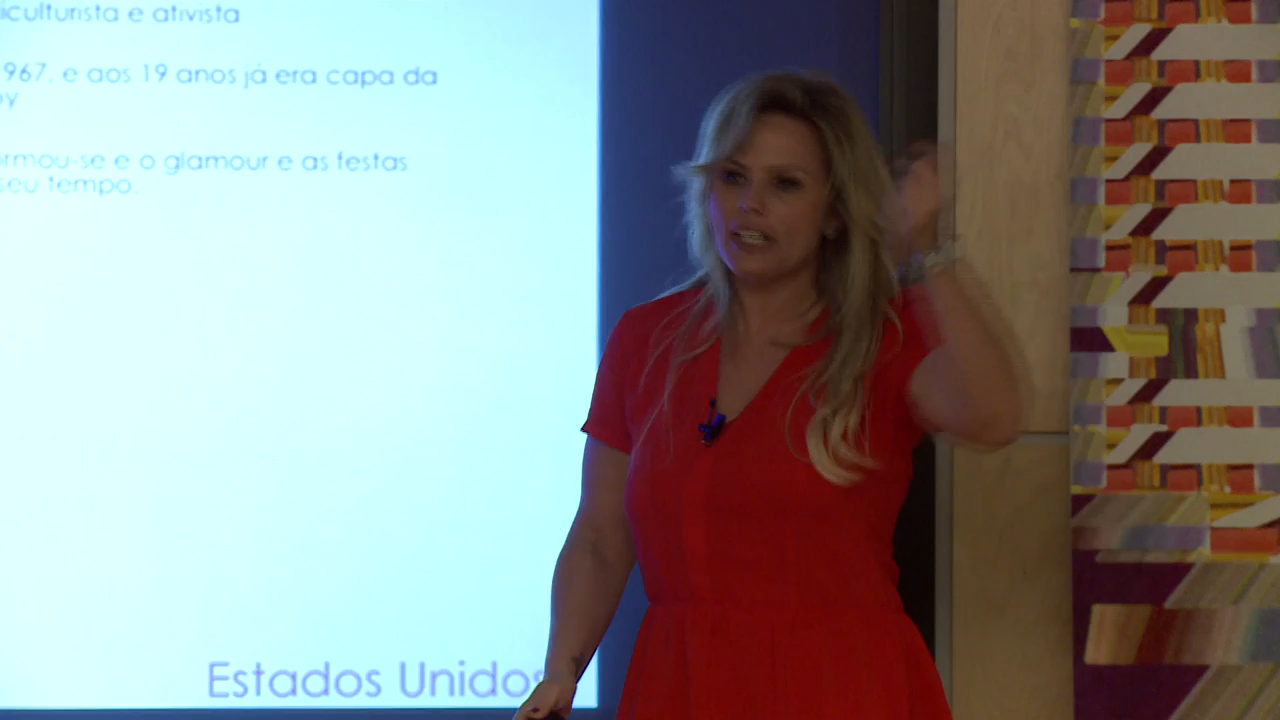 iculturista e ativista
967, e aos 19 anos já era capa da
oy
ormou-se e o glamour e as festas
seu tempo.
Estados Unidos